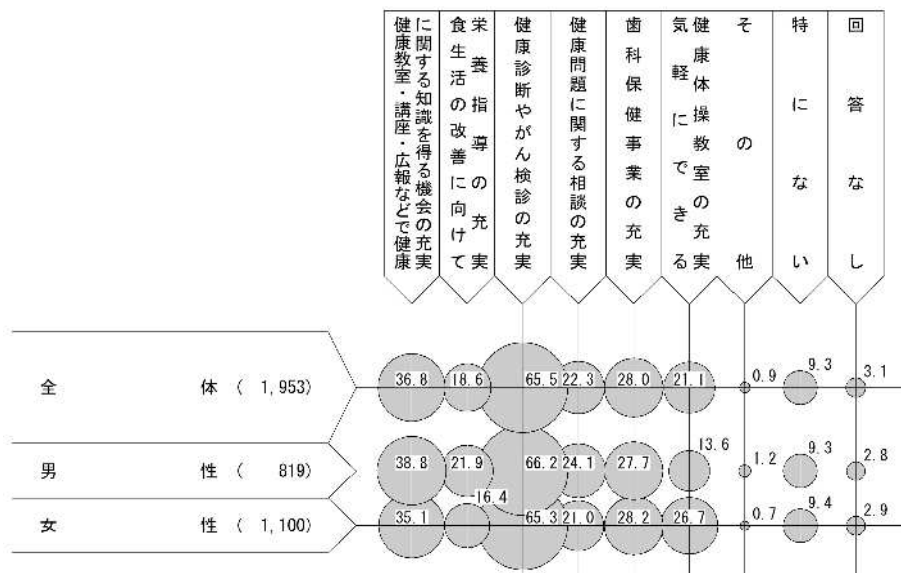 健康教室・講座・広報などで健康
に関する知識を得る機会の充実
食生活の改善に向けて
栄養指導の充実
健康診断やがん検診の充実
健康問題に関する相談の充実
歯科保健事業の充実
気軽にできる
健康体操教室の充実
その他
特にない
回答なし
全体 ( 1,953)
36.8 18.6 65.5 22.3 28.0 21.1 0.9 9.3 3.1
男性 ( 819)
38.8 21.9 66.2 24.1 27.7 13.6 1.2 9.3 2.8
女性 ( 1,100)
35.1 16.4 65.3 21.0 28.2 26.7 0.7 9.4 2.9